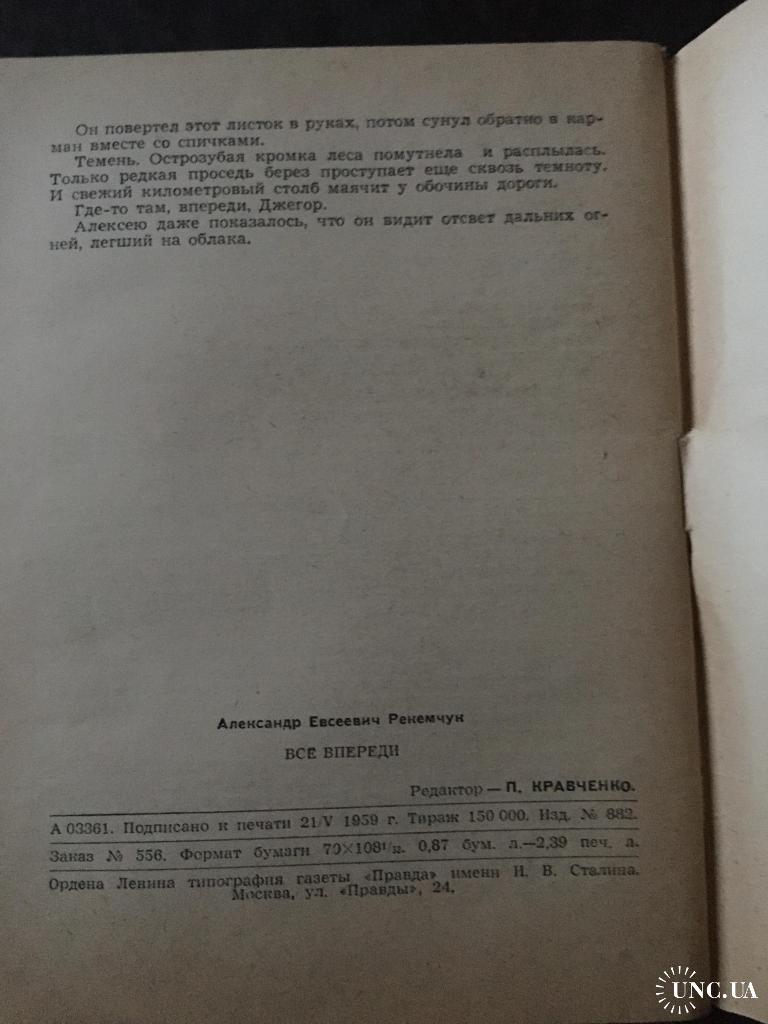 Он повертел этот листок в руках, потом сунул обратно в кар-
ман вместе со спичками.
Темень. Острозубая кромка леса помутнела и расплылась.
Только редкая проседь берез проступает еще сквозь темноту.
И свежий километровый столб маячит у обочины дороги.
Где-то там, впереди, Джегор.
Алексею даже показалось, что он видит отсвет дальних ог-
ней, легший на облака.
Александр Евсеевич Рекемчук
ВСЕ ВПЕРЕДИ
Редактор — П. КРАВЧЕНКО.
А 03361. Подписано к печати 21/V 1959 г. Тираж 150 000. Изд. № 882.
Заказ № 556. Формат бумаги 70×108¹/₃₂. 0,87 бум. л.—2,39 печ. л.
Ордена Ленина типография газеты «Правда» имени И. В. Сталина.
Москва, ул. «Правды», 24.
UNC.UA